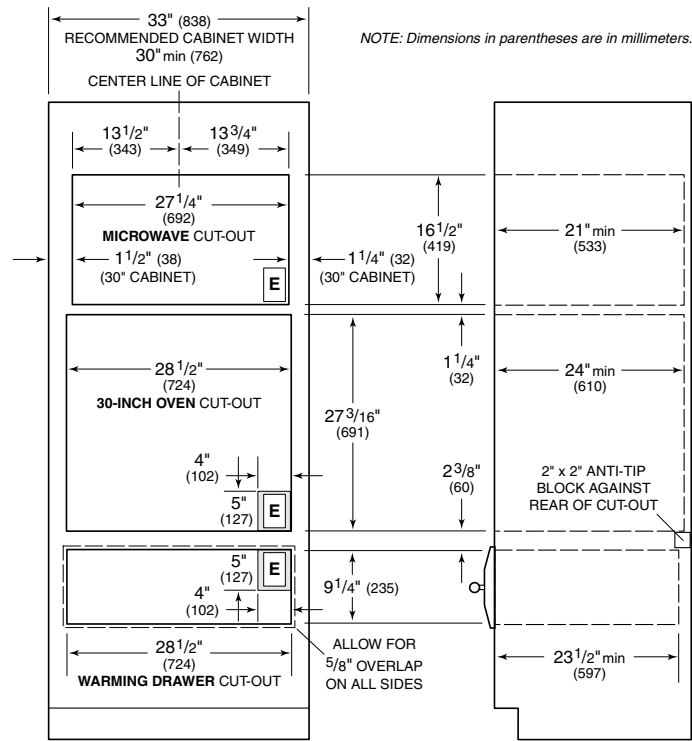 33" (838)
RECOMMENDED CABINET WIDTH
30" min (762)
NOTE: Dimensions in parentheses are in millimeters.
CENTER LINE OF CABINET
13 1/2"
(343)
13 3/4"
(349)
27 1/4"
(692)
MICROWAVE CUT-OUT
1 1/2" (38)
(30" CABINET)
E
1 1/4" (32)
(30" CABINET)
16 1/2"
(419)
21" min
(533)
28 1/2"
(724)
30-INCH OVEN CUT-OUT
27 3/16"
(691)
1 1/4"
(32)
24" min
(610)
4"
(102)
5"
(127)
E
2 3/8"
(60)
2" x 2" ANTI-TIP
BLOCK AGAINST
REAR OF CUT-OUT
5"
(127)
E
4"
(102)
9 1/4" (235)
28 1/2"
(724)
WARMING DRAWER CUT-OUT
ALLOW FOR
5/8" OVERLAP
ON ALL SIDES
23 1/2" min
(597)